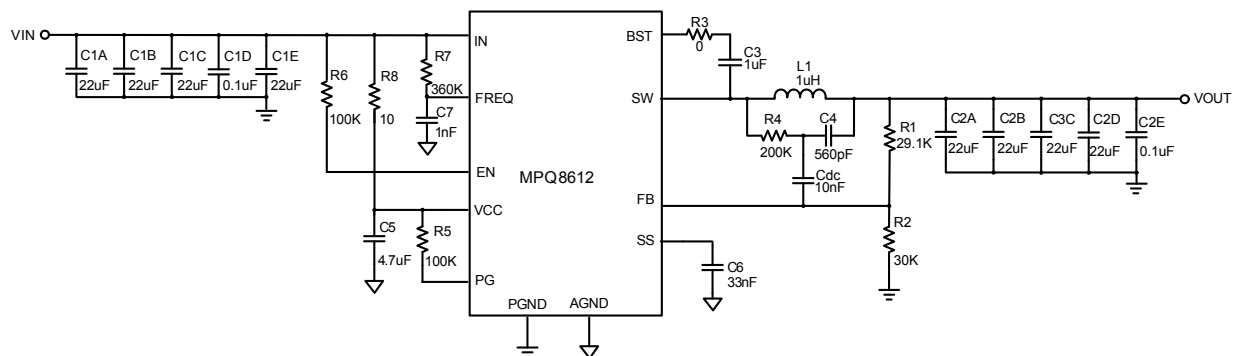 VIN
C1A
22uF
C1B
22uF
C1C
22uF
C1D
0.1uF
C1E
22uF
R6
100K
R8
10
R7
360K
C7
1nF
C5
4.7uF
R5
100K
IN
FREQ
EN
VCC
PG
MPQ8612
PGND
AGND
BST
SW
FB
SS
R3
0
C3
1uF
L1
1uH
R4
200K
C4
560pF
Cdc
10nF
R1
29.1K
R2
30K
C6
33nF
C2A
22uF
C2B
22uF
C3C
22uF
C2D
22uF
C2E
0.1uF
VOUT